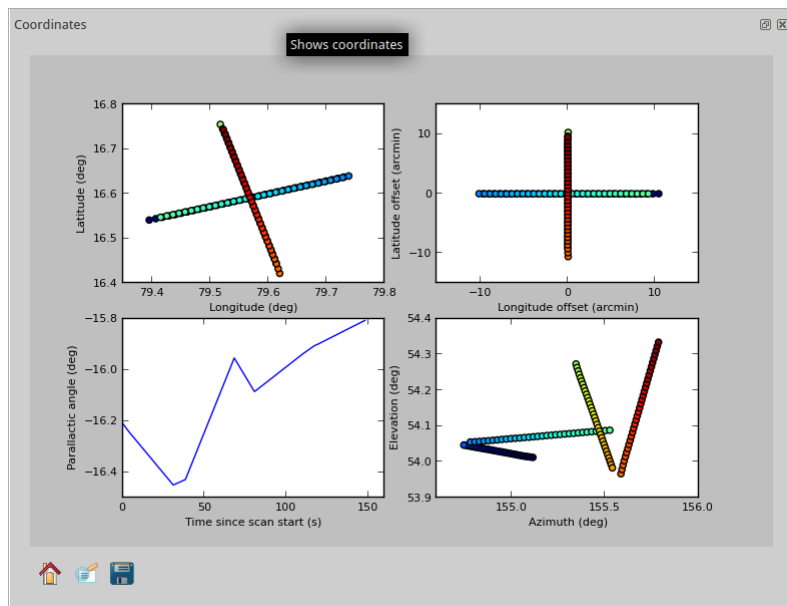 Coordinates
Shows coordinates
16.8
16.7
16.6
16.5
16.4
Latitude (deg)
79.4 79.5 79.6 79.7 79.8
Longitude (deg)
10
0
−10
Latitude offset (arcmin)
−10 0 10
Longitude offset (arcmin)
−15.8
−16.0
−16.2
−16.4
Parallactic angle (deg)
0 50 100 150
Time since scan start (s)
54.4
54.3
54.2
54.1
54.0
53.9
Elevation (deg)
155.0 155.5 156.0
Azimuth (deg)